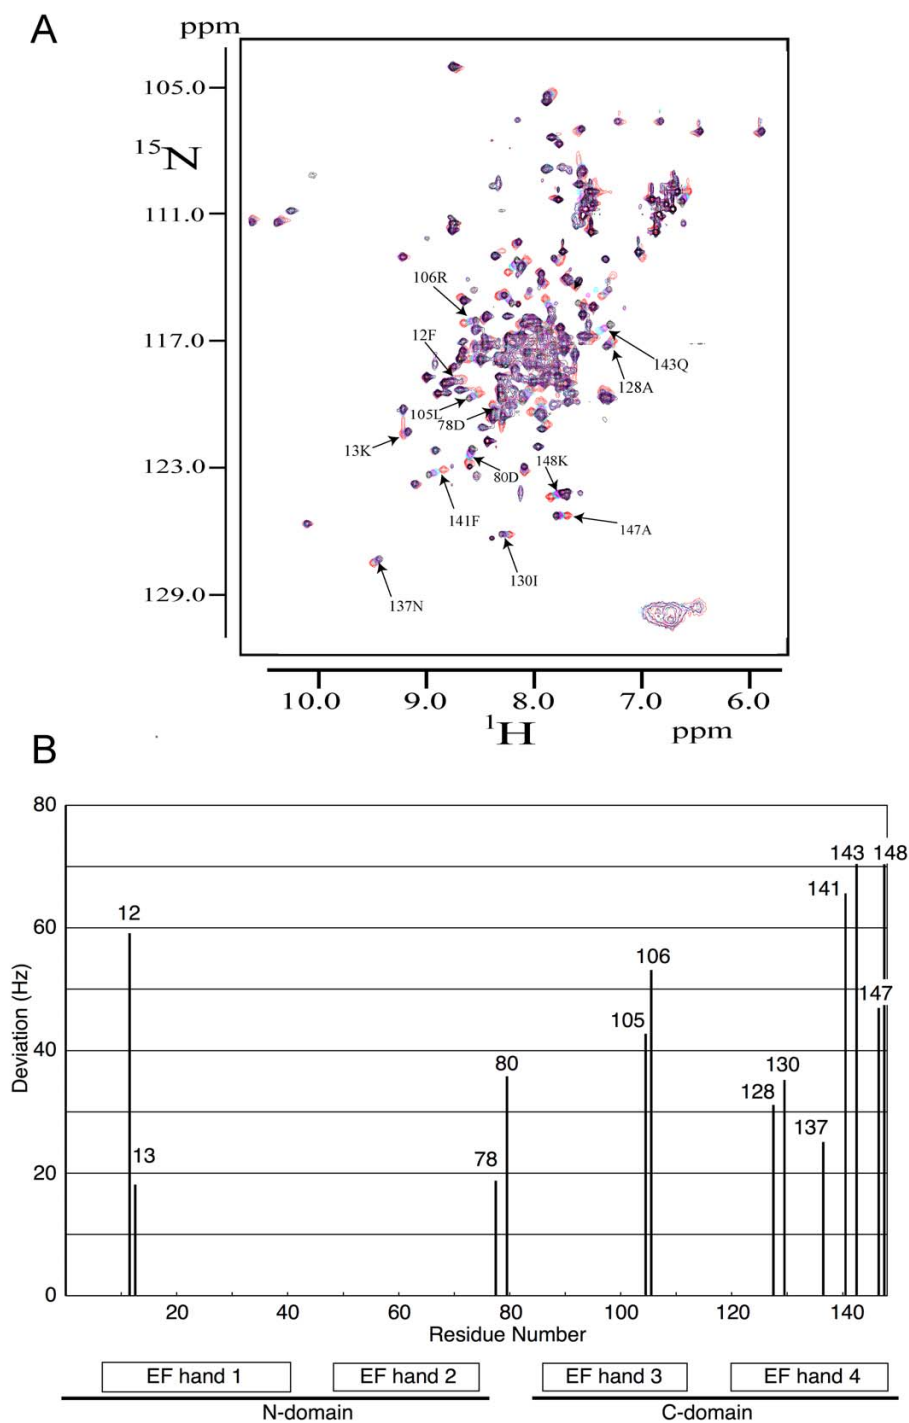 A
ppm
105.0
15N
111.0
106R
117.0
12F
143Q
128A
105L
78D
13K
123.0
148K
80D
141F
147A
130I
129.0
137N
10.0 9.0 8.0 7.0 6.0
1H ppm
B
80
143 148
141
12
60
106
147
105
40
80 130
128
137
13 78
20
0
20 40 60 80 100 120 140
Deviation (Hz)
Residue Number
EF hand 1 EF hand 2 EF hand 3 EF hand 4
N-domain C-domain